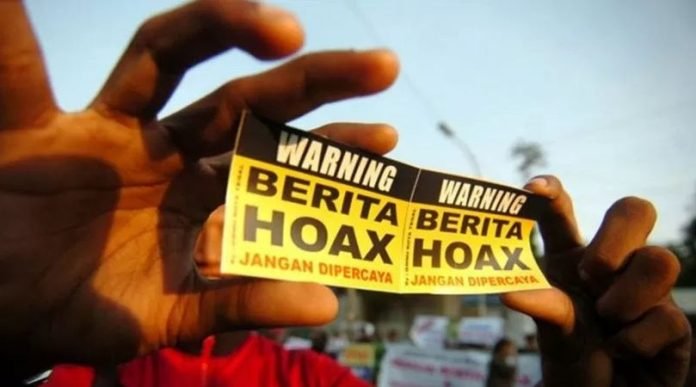 WARNING
BERITA
HOAX
JANGAN DIPERCAYA
WARNING
BERITA
HOAX
JANGAN DIPERCAYA